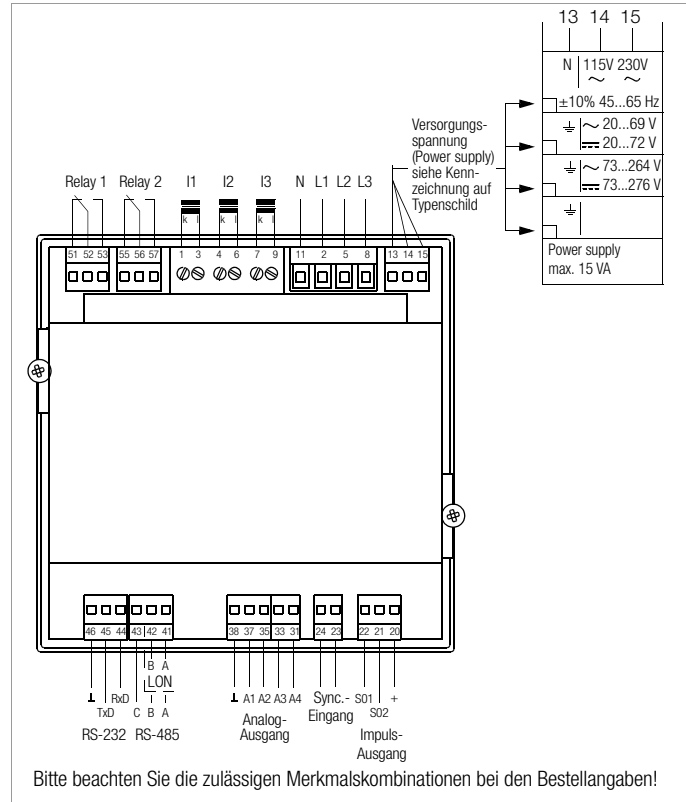 13 14 15
N 115V 230V
∼ ∼
±10% 45...65 Hz
∼ 20...69 V
20...72 V
∼ 73...264 V
73...276 V
Power supply
max. 15 VA
Versorgungs-
spannung
(Power supply)
siehe Kenn-
zeichnung auf
Typenschild
Relay 1 Relay 2 I1 I2 I3 N L1 L2 L3
k l k l k l
51 52 53 55 56 57 1 3 4 6 7 9 11 2 5 8 13 14 15
46 45 44 43 42 41 38 37 35 33 31 24 23 22 21 20
B A
LON
RxD
TxD
C B A
RS-232 RS-485
A1 A2 A3 A4
Analog-
Ausgang
Sync.-
Eingang
S01 +
S02
Impuls-
Ausgang
Bitte beachten Sie die zulässigen Merkmalskombinationen bei den Bestellangaben!